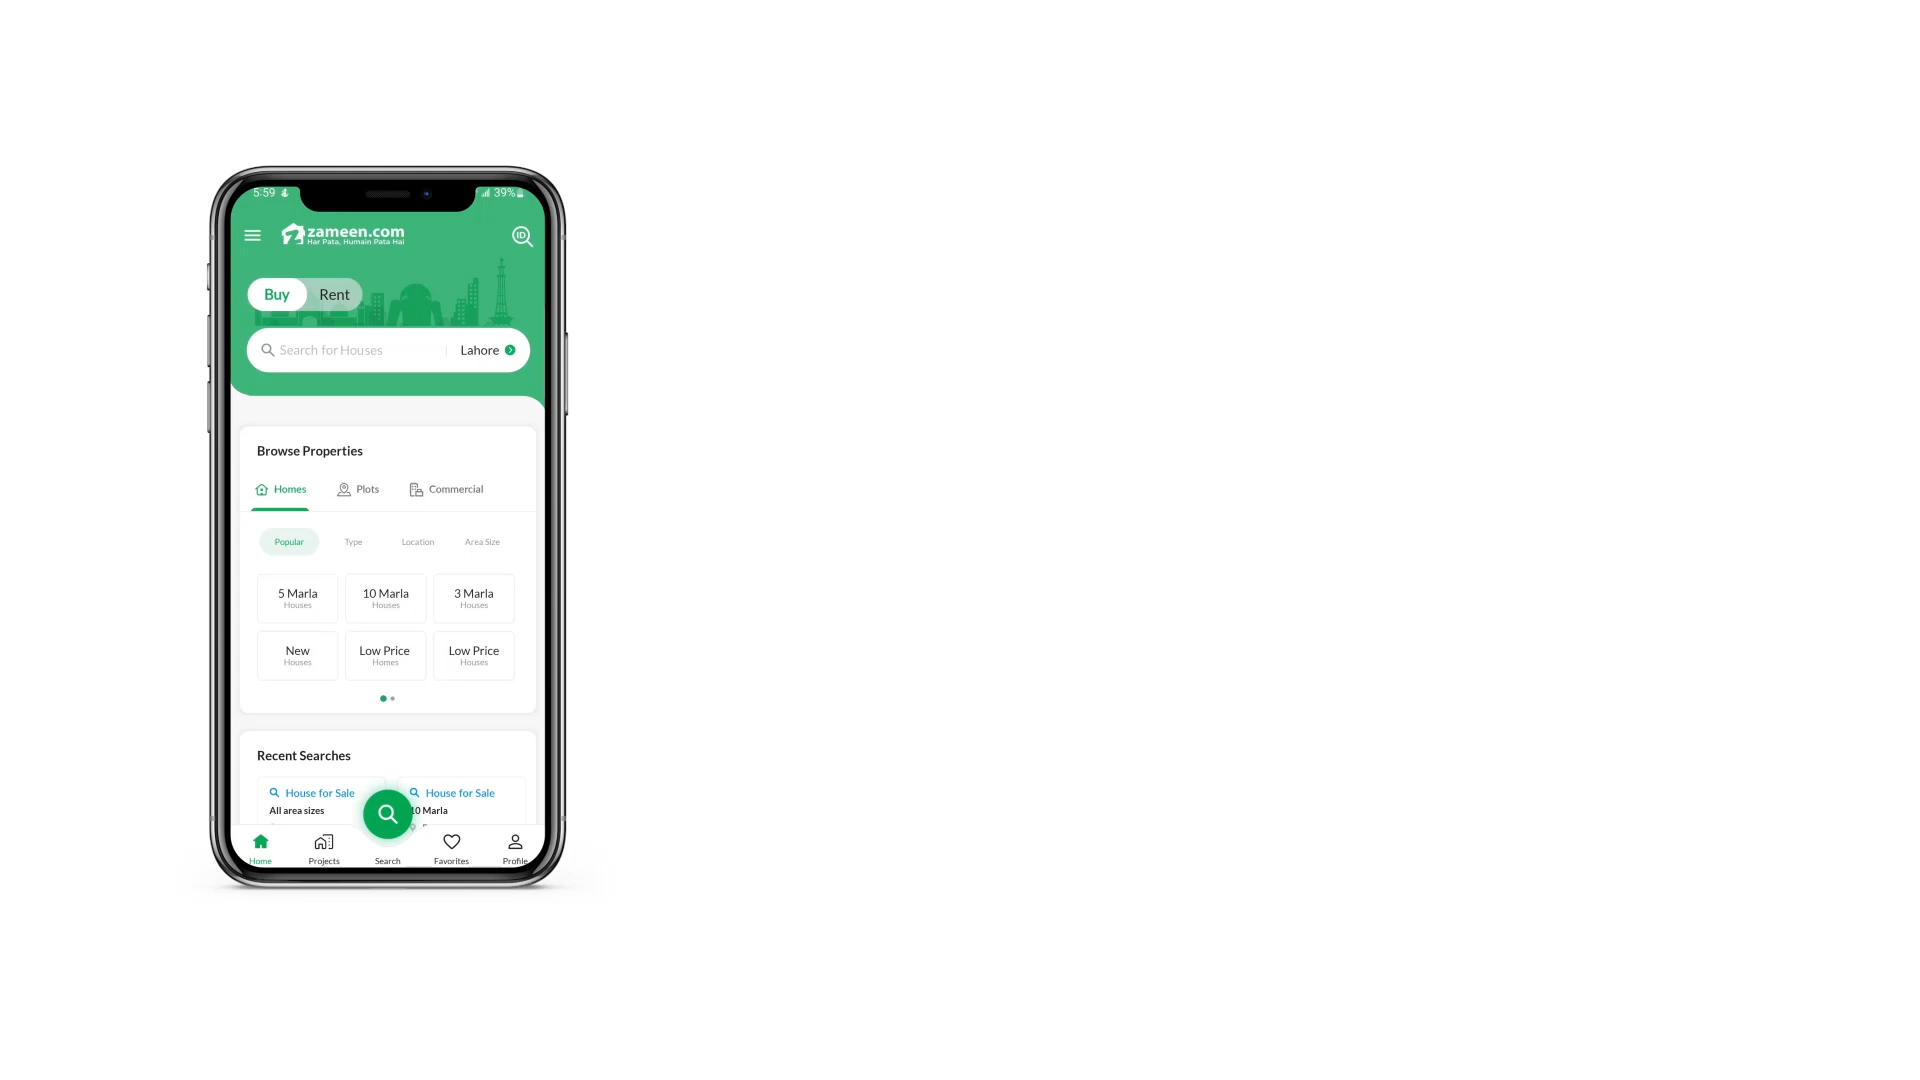 5:59 39%
zameen.com
Har Pata, Humain Pata Hai
ID
Buy Rent
Search for Houses Lahore
Browse Properties
Homes Plots Commercial
Popular Type Location Area Size
5 Marla 10 Marla 3 Marla
Houses Houses Houses
New Low Price Low Price
Houses Homes Houses
Recent Searches
House for Sale House for Sale
All area sizes 10 Marla
Home Projects Search Favorites Profile